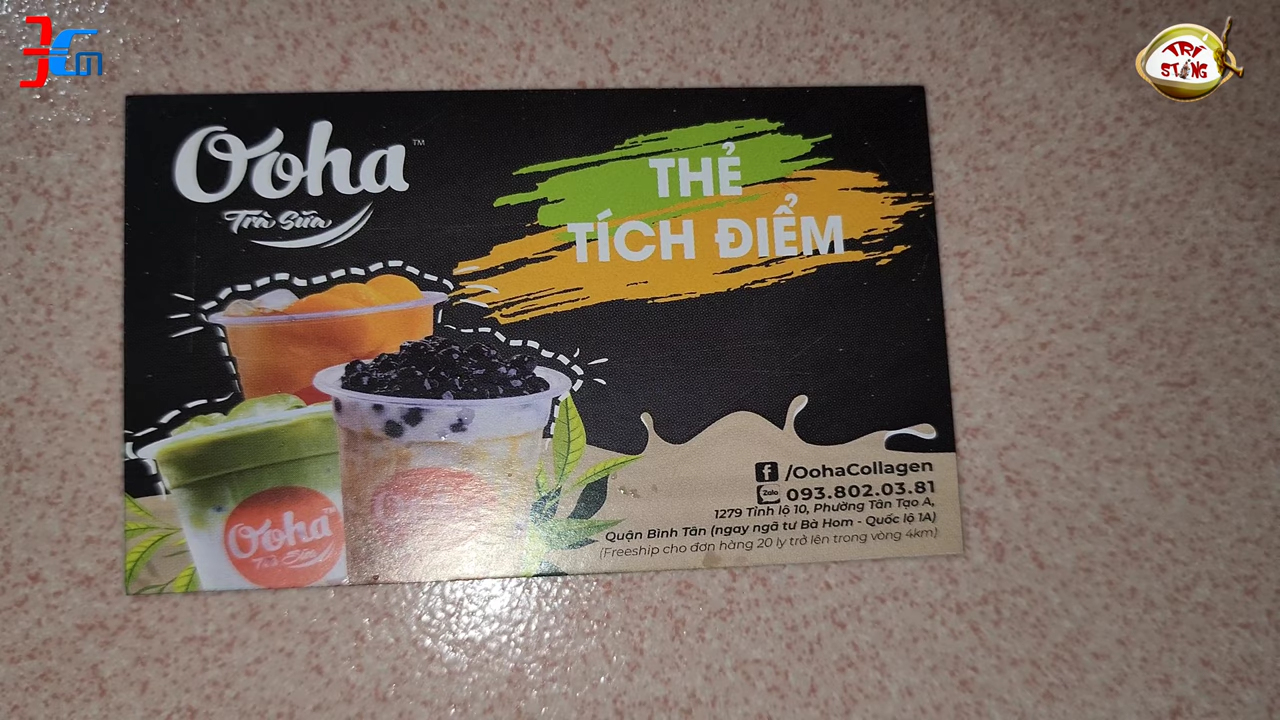 TRÍ
STING
Ooha™
Trà Sữa
THẺ
TÍCH ĐIỂM
/OohaCollagen
Zalo 093.802.03.81
1279 Tỉnh lộ 10, Phường Tân Tạo A,
Quận Bình Tân (ngay ngã tư Bà Hom - Quốc lộ 1A)
(Freeship cho đơn hàng 20 ly trở lên trong vòng 4km)
Ooha™
Trà Sữa